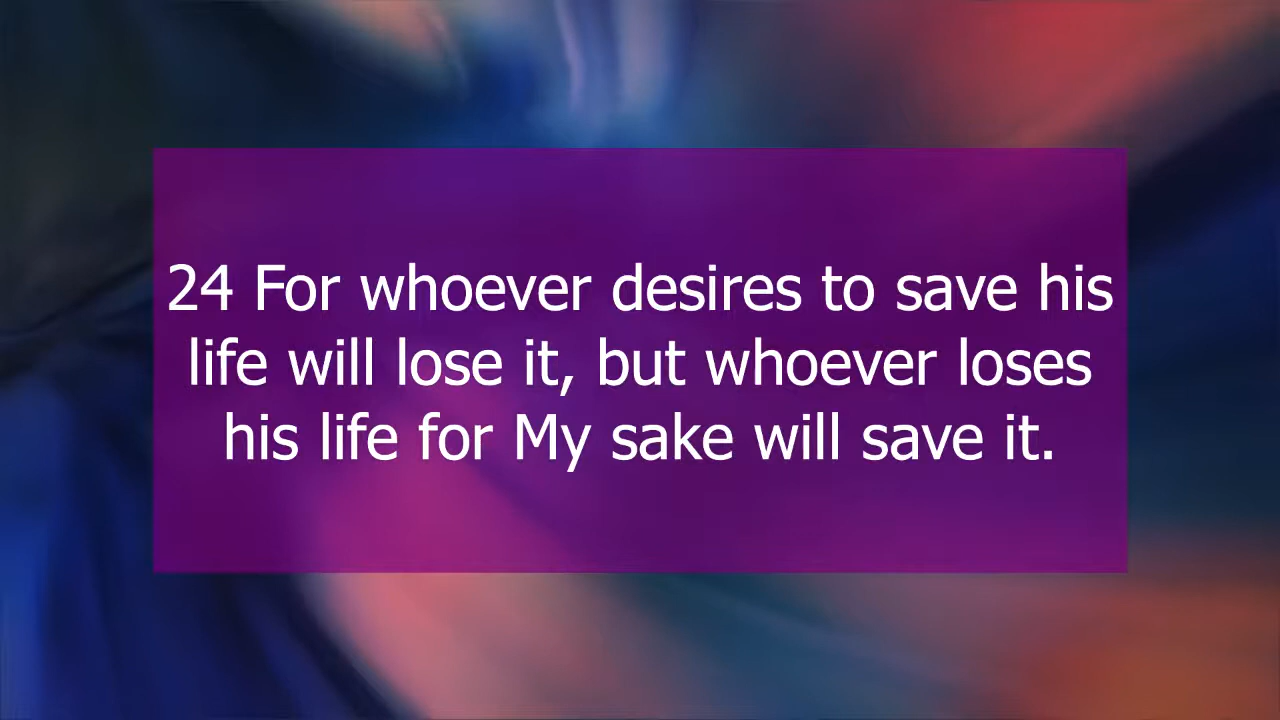 24 For whoever desires to save his
life will lose it, but whoever loses
his life for My sake will save it.